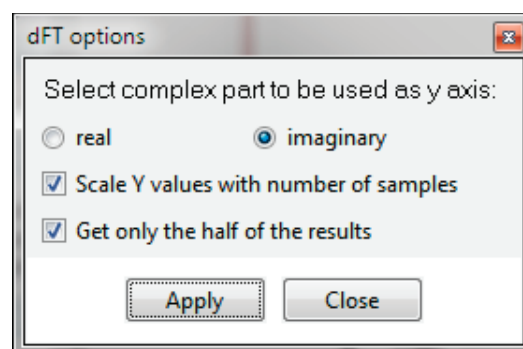 dFT options
Select complex part to be used as y axis:
real imaginary
Scale Y values with number of samples
Get only the half of the results
Apply Close